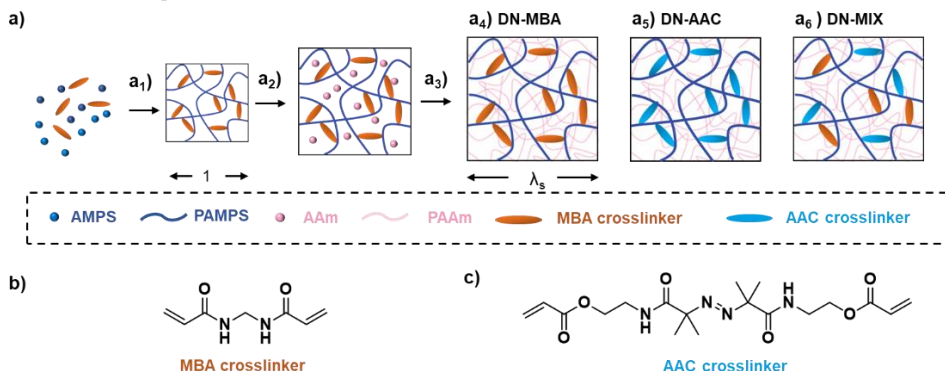 a)
a₁)
a₂)
a₃)
a₄) DN-MBA
a₅) DN-AAC
a₆) DN-MIX
1
λₛ
AMPS
PAMPS
AAm
PAAm
MBA crosslinker
AAC crosslinker
b)
O
O
N
H
N
H
MBA crosslinker
c)
O
O
H
N
O
N
N
O
H
N
O
O
AAC crosslinker